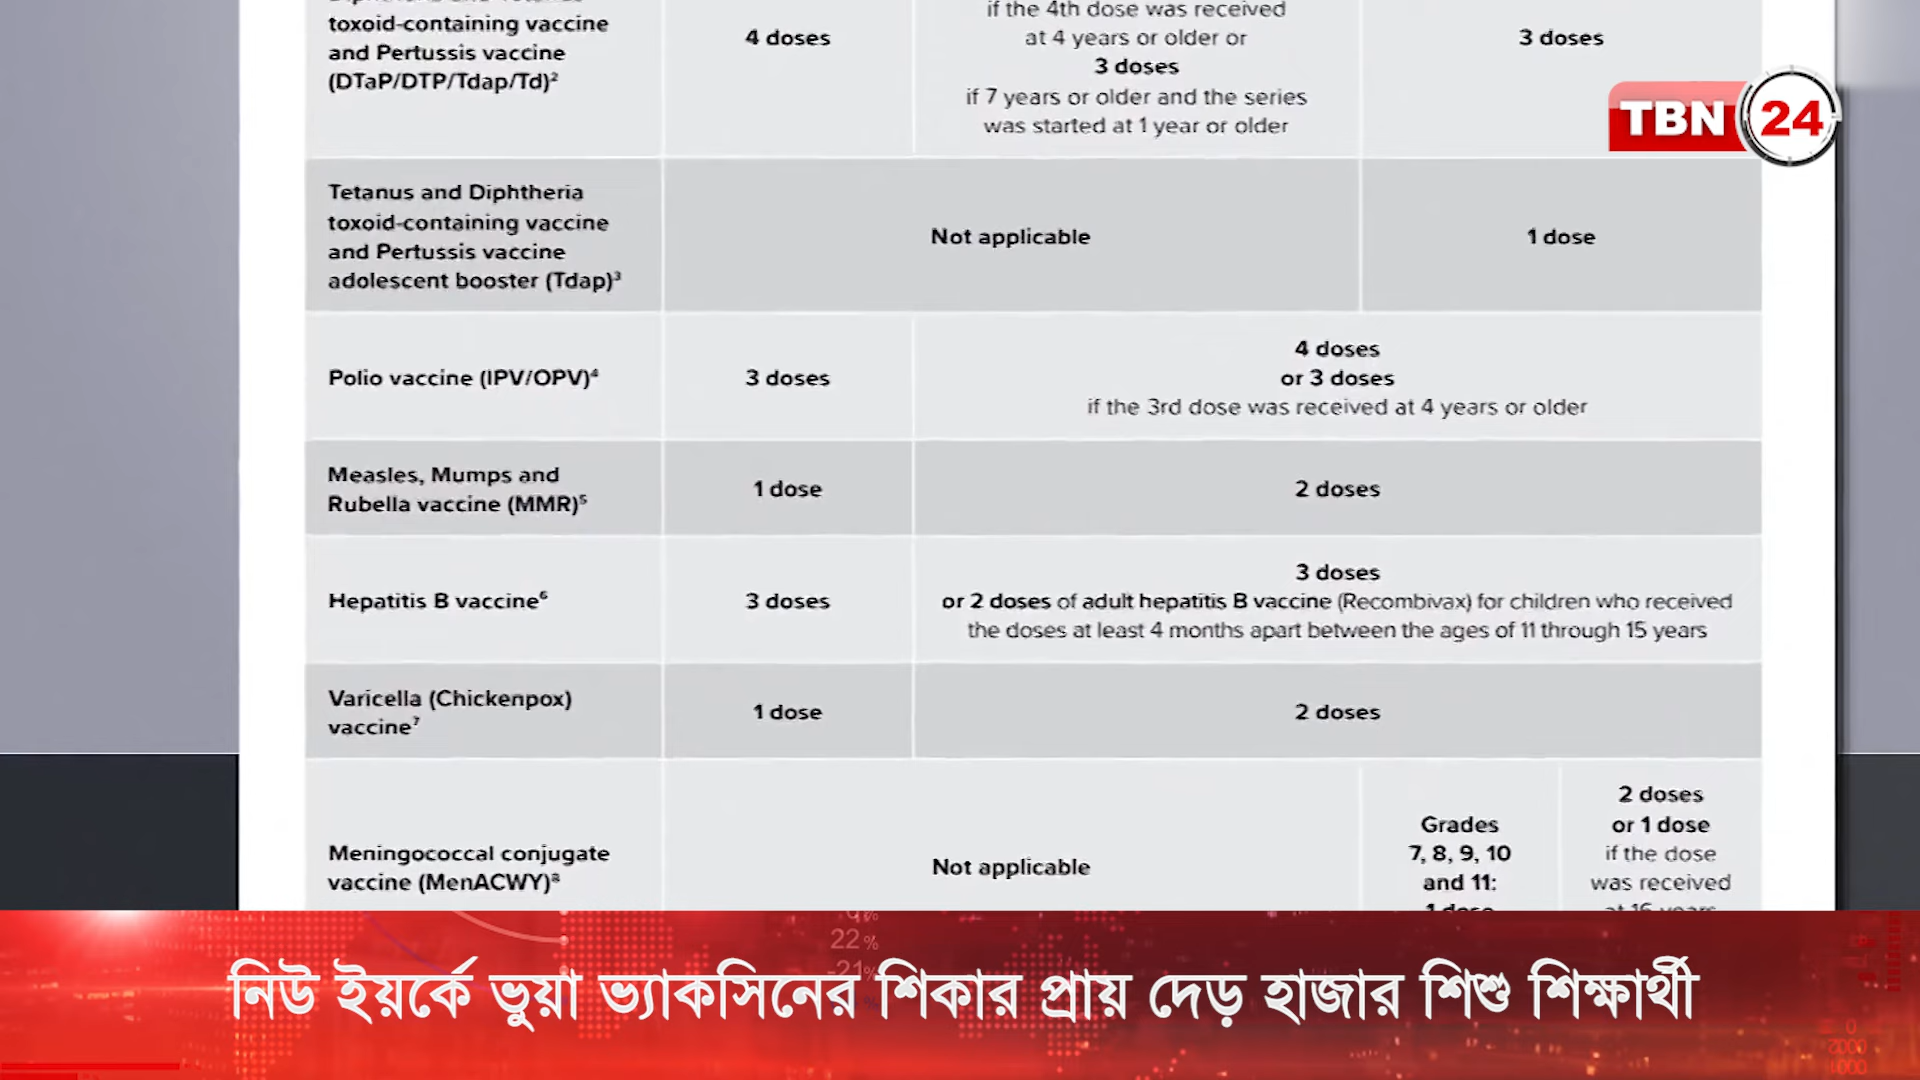 toxoid-containing vaccine
and Pertussis vaccine
(DTaP/DTP/Tdap/Td)²
4 doses
if the 4th dose was received
at 4 years or older or
3 doses
if 7 years or older and the series
was started at 1 year or older
3 doses
TBN 24
Tetanus and Diphtheria
toxoid-containing vaccine
and Pertussis vaccine
adolescent booster (Tdap)³
Not applicable
1 dose
Polio vaccine (IPV/OPV)⁴
3 doses
4 doses
or 3 doses
if the 3rd dose was received at 4 years or older
Measles, Mumps and
Rubella vaccine (MMR)⁵
1 dose
2 doses
Hepatitis B vaccine⁶
3 doses
3 doses
or 2 doses of adult hepatitis B vaccine (Recombivax) for children who received
the doses at least 4 months apart between the ages of 11 through 15 years
Varicella (Chickenpox)
vaccine⁷
1 dose
2 doses
Meningococcal conjugate
vaccine (MenACWY)⁸
Not applicable
Grades
7, 8, 9, 10
and 11:
1 dose
2 doses
or 1 dose
if the dose
was received
at 16 years
22%
নিউ ইয়র্কে ভুয়া ভ্যাকসিনের শিকার প্রায় দেড় হাজার শিশু শিক্ষার্থী